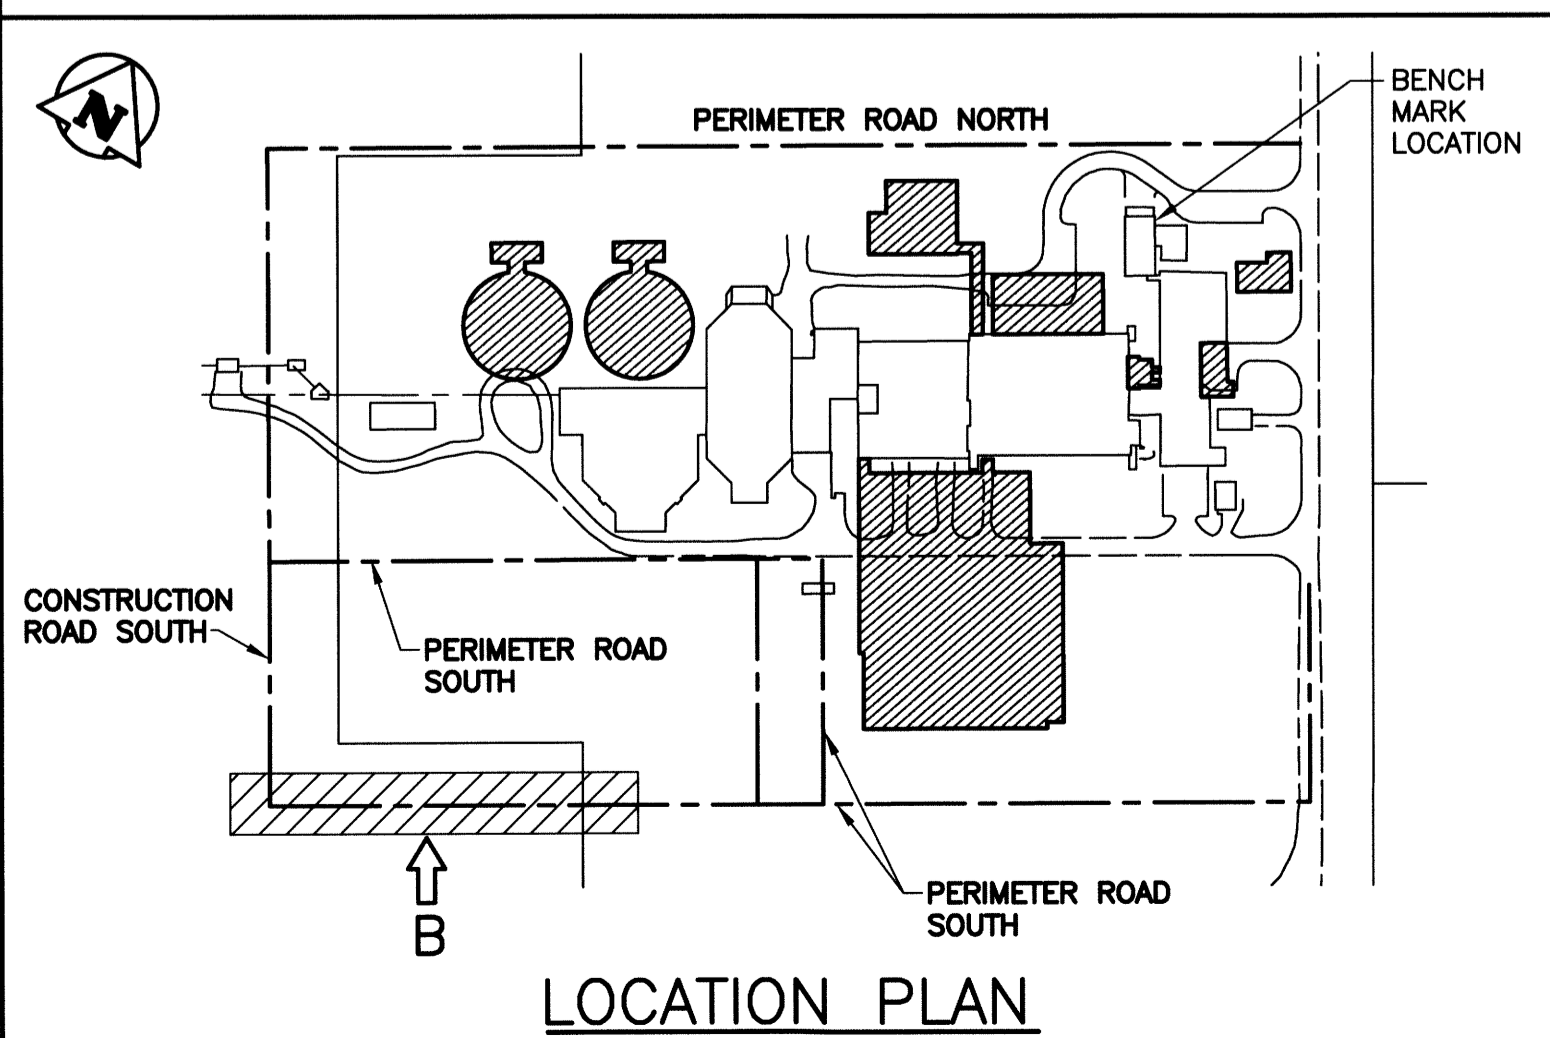 N
PERIMETER ROAD NORTH
BENCH
MARK
LOCATION
CONSTRUCTION
ROAD SOUTH
PERIMETER ROAD
SOUTH
PERIMETER ROAD
SOUTH
B
LOCATION PLAN